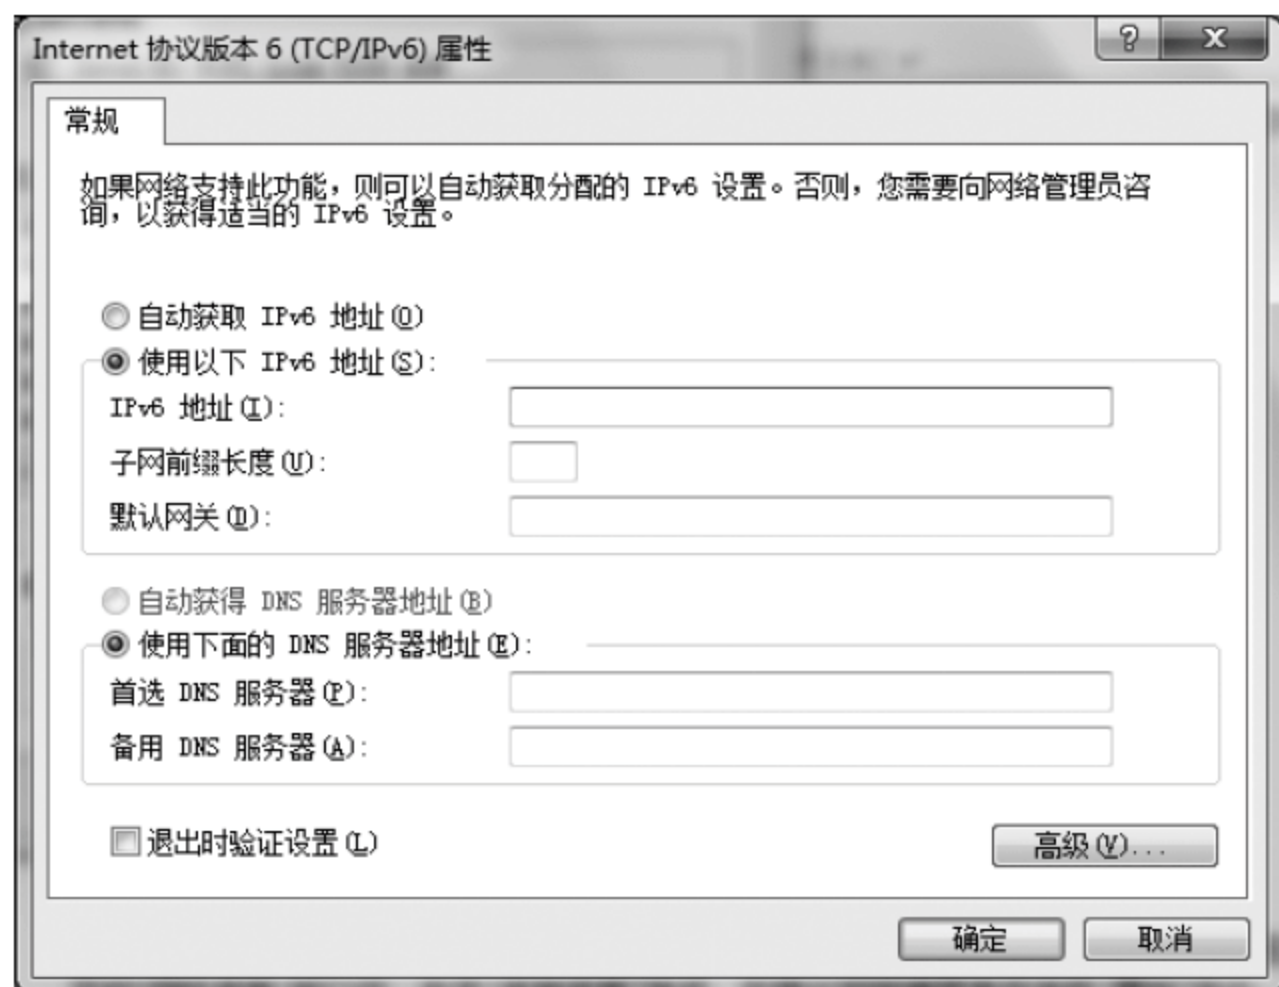 Internet 协议版本 6 (TCP/IPv6) 属性
常规
如果网络支持此功能，则可以自动获取分配的 IPv6 设置。否则，您需要向网络管理员咨
询，以获得适当的 IPv6 设置。
自动获取 IPv6 地址(O)
使用以下 IPv6 地址(S):
IPv6 地址(I):
子网前缀长度(U):
默认网关(D):
自动获得 DNS 服务器地址(B)
使用下面的 DNS 服务器地址(E):
首选 DNS 服务器(P):
备用 DNS 服务器(A):
退出时验证设置(L)
高级(V)...
确定 取消